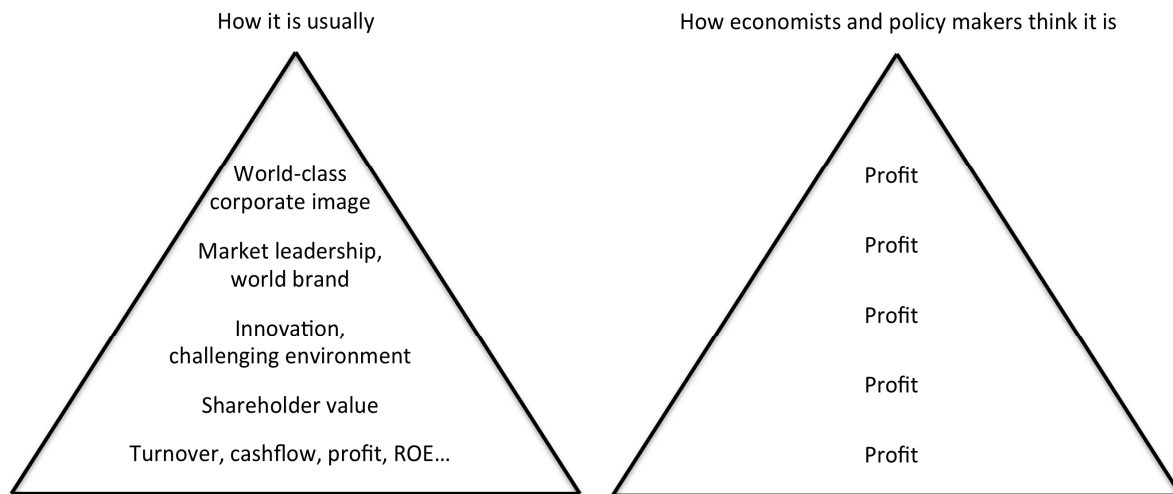 How it is usually
World-class
corporate image
Market leadership,
world brand
Innovation,
challenging environment
Shareholder value
Turnover, cashflow, profit, ROE…
How economists and policy makers think it is
Profit
Profit
Profit
Profit
Profit